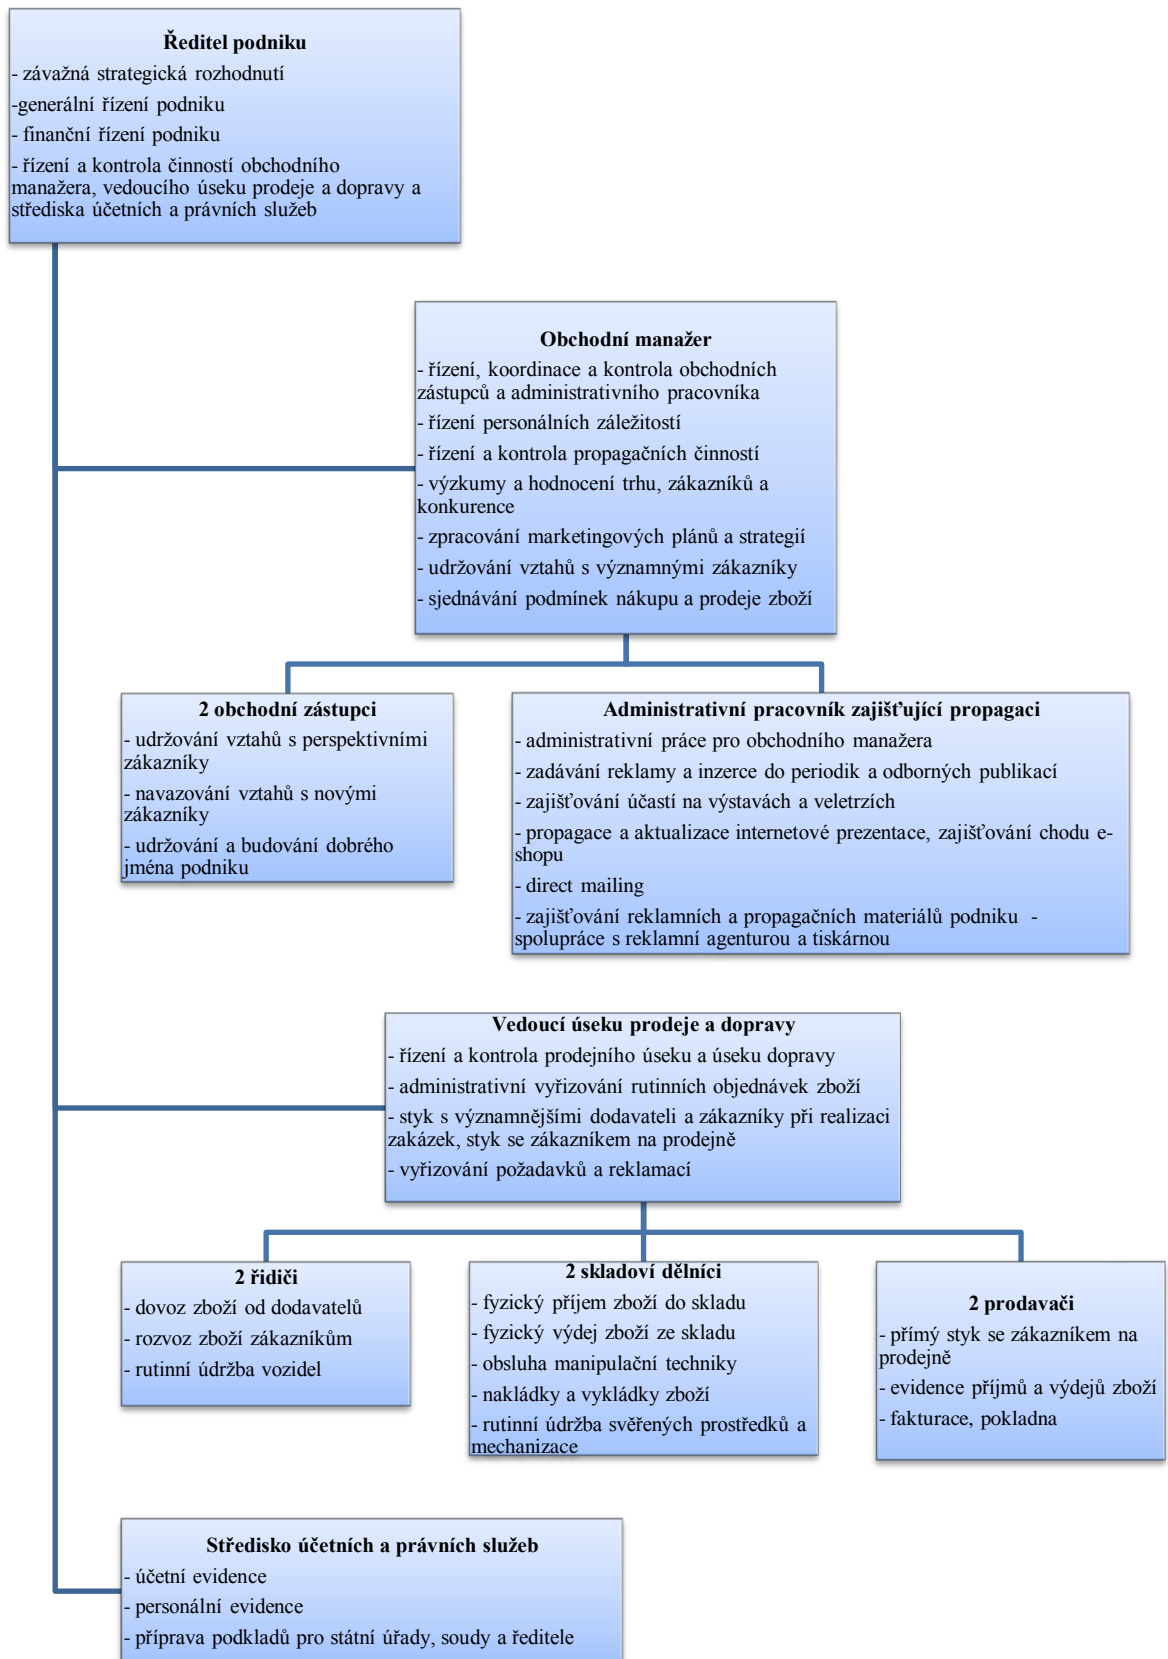 Ředitel podniku
- závažná strategická rozhodnutí
-generální řízení podniku
- finanční řízení podniku
- řízení a kontrola činností obchodního
manažera, vedoucího úseku prodeje a dopravy a
střediska účetních a právních služeb
Obchodní manažer
- řízení, koordinace a kontrola obchodních
zástupců a administrativního pracovníka
- řízení personálních záležitostí
- řízení a kontrola propagačních činností
- výzkumy a hodnocení trhu, zákazníků a
konkurence
- zpracování marketingových plánů a strategií
- udržování vztahů s významnými zákazníky
- sjednávání podmínek nákupu a prodeje zboží
2 obchodní zástupci
- udržování vztahů s perspektivními
zákazníky
- navazování vztahů s novými
zákazníky
- udržování a budování dobrého
jména podniku
Administrativní pracovník zajišťující propagaci
- administrativní práce pro obchodního manažera
- zadávání reklamy a inzerce do periodik a odborných publikací
- zajišťování účastí na výstavách a veletrzích
- propagace a aktualizace internetové prezentace, zajišťování chodu e-
shopu
- direct mailing
- zajišťování reklamních a propagačních materiálů podniku -
spolupráce s reklamní agenturou a tiskárnou
Vedoucí úseku prodeje a dopravy
- řízení a kontrola prodejního úseku a úseku dopravy
- administrativní vyřizování rutinních objednávek zboží
- styk s významnějšími dodavateli a zákazníky při realizaci
zakázek, styk se zákazníkem na prodejně
- vyřizování požadavků a reklamací
2 řidiči
- dovoz zboží od dodavatelů
- rozvoz zboží zákazníkům
- rutinní údržba vozidel
2 skladoví dělníci
- fyzický příjem zboží do skladu
- fyzický výdej zboží ze skladu
- obsluha manipulační techniky
- nakládky a vykládky zboží
- rutinní údržba svěřených prostředků a
mechanizace
2 prodavači
- přímý styk se zákazníkem na
prodejně
- evidence příjmů a výdejů zboží
- fakturace, pokladna
Středisko účetních a právních služeb
- účetní evidence
- personální evidence
- příprava podkladů pro státní úřady, soudy a ředitele